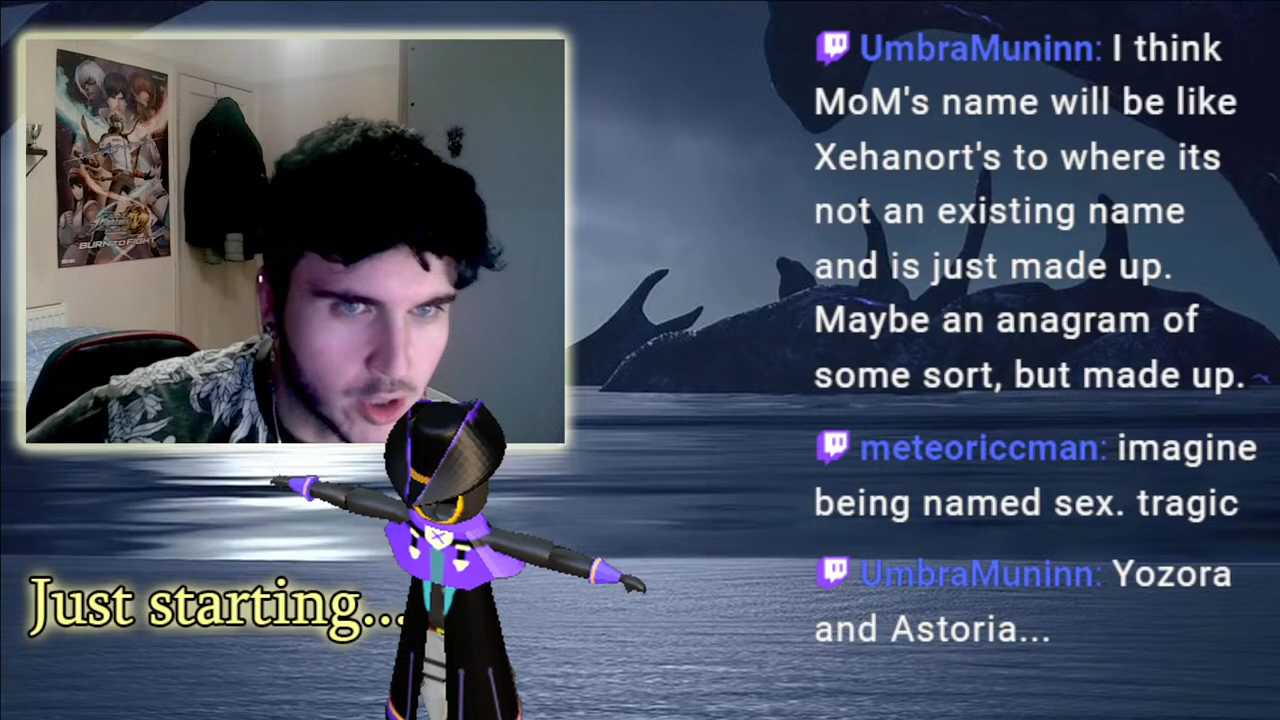 UmbraMuninn: I think
MoM's name will be like
Xehanort's to where its
not an existing name
and is just made up.
Maybe an anagram of
some sort, but made up.
meteoriccman: imagine
being named sex. tragic
UmbraMuninn: Yozora
and Astoria...
BURN TO FIGHT
Just starting...